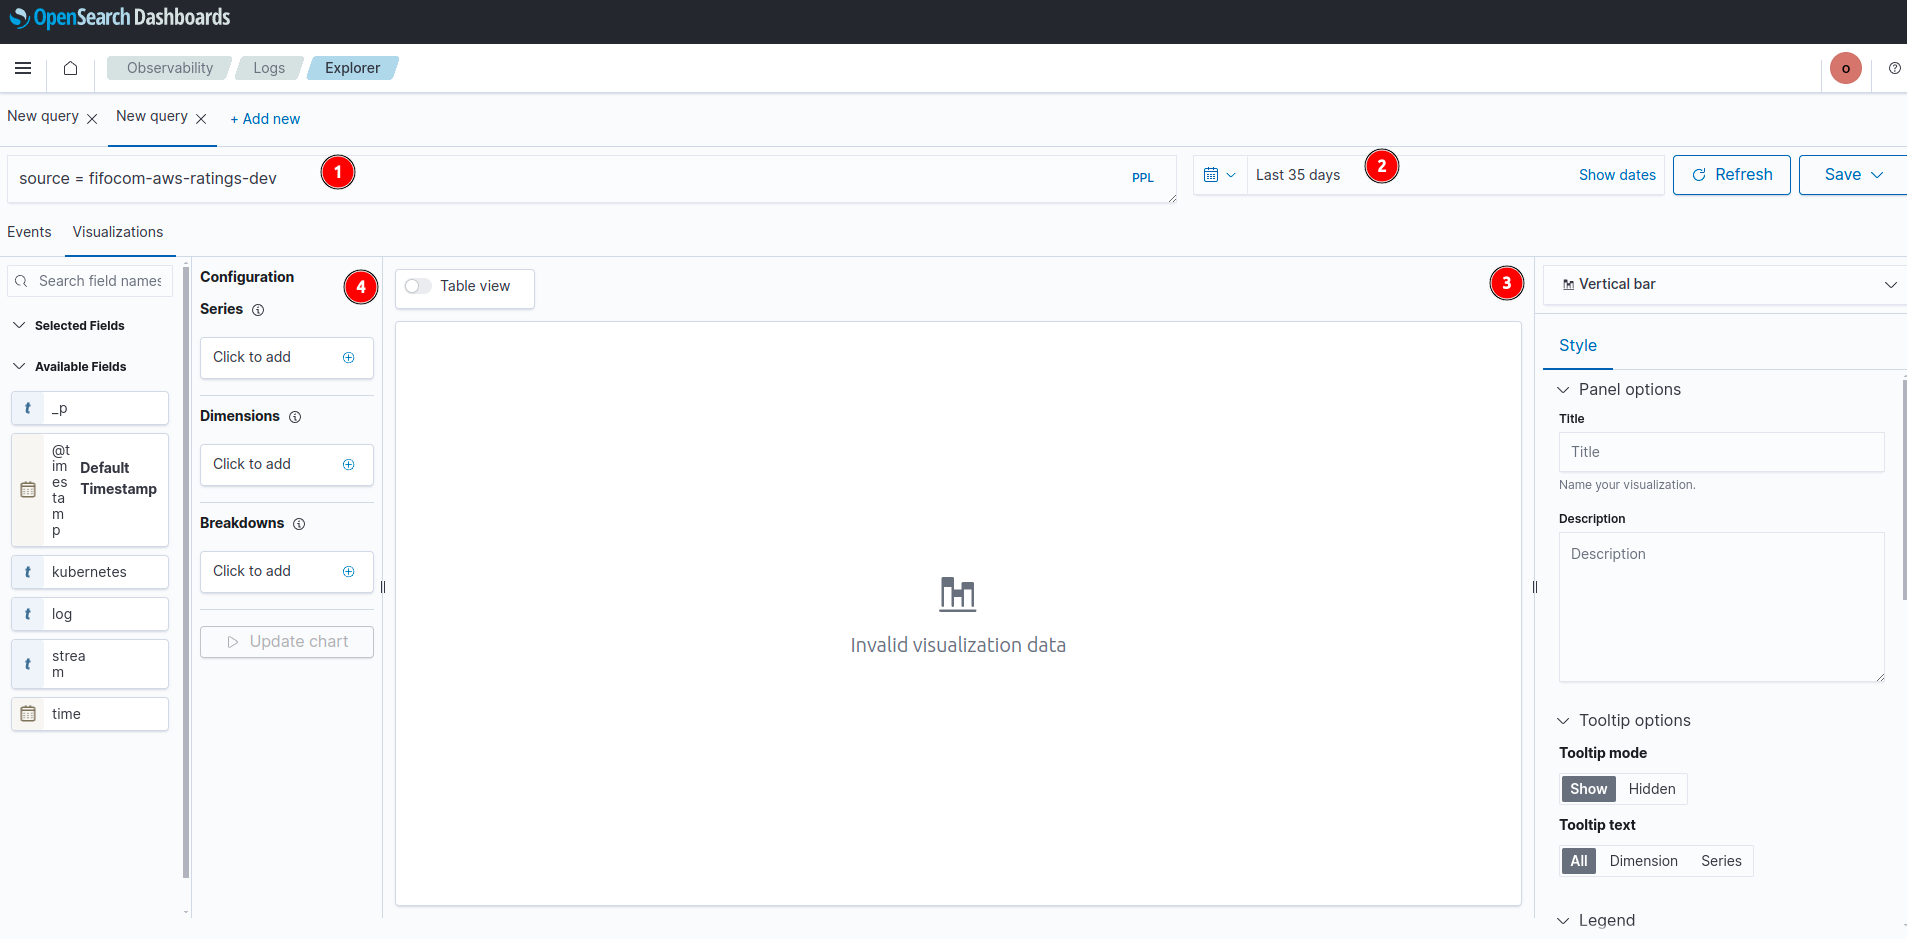 OpenSearch Dashboards
Observability Logs Explorer
o
New query New query + Add new
source = fifocom-aws-ratings-dev
1
PPL
Last 35 days
2
Show dates
Refresh
Save
Events Visualizations
Search field names
Selected Fields
Available Fields
t _p
@timestamp
Default Timestamp
t kubernetes
t log
t stream
time
Configuration
4
Series
Click to add
Dimensions
Click to add
Breakdowns
Click to add
Update chart
Table view
3
Invalid visualization data
Vertical bar
Style
Panel options
Title
Title
Name your visualization.
Description
Description
Tooltip options
Tooltip mode
Show Hidden
Tooltip text
All Dimension Series
Legend